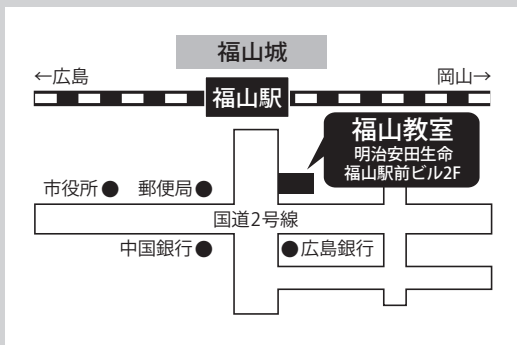 福山城
←広島
岡山→
福山駅
福山教室
明治安田生命
福山駅前ビル2F
市役所●
郵便局●
国道2号線
中国銀行●
●広島銀行